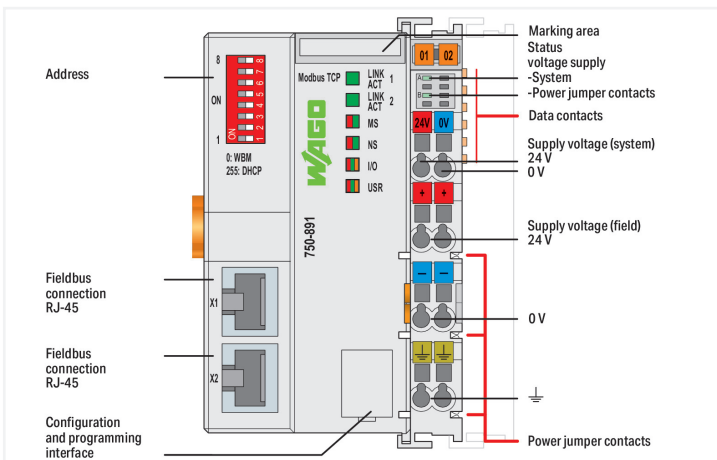 Address
8
ON
1
8
7
6
5
4
3
2
1
ON
0: WBM
255: DHCP
Modbus TCP
LINK
ACT
1
LINK
ACT
2
MS
NS
I/O
USR
WAGO
750-891
X1
X2
Fieldbus
connection
RJ-45
Fieldbus
connection
RJ-45
Configuration
and programming
interface
01
02
A
B
24V
0V
+
+
–
–
Marking area
Status
voltage supply
-System
-Power jumper contacts
Data contacts
Supply voltage (system)
24 V
0 V
Supply voltage (field)
24 V
0 V
Power jumper contacts